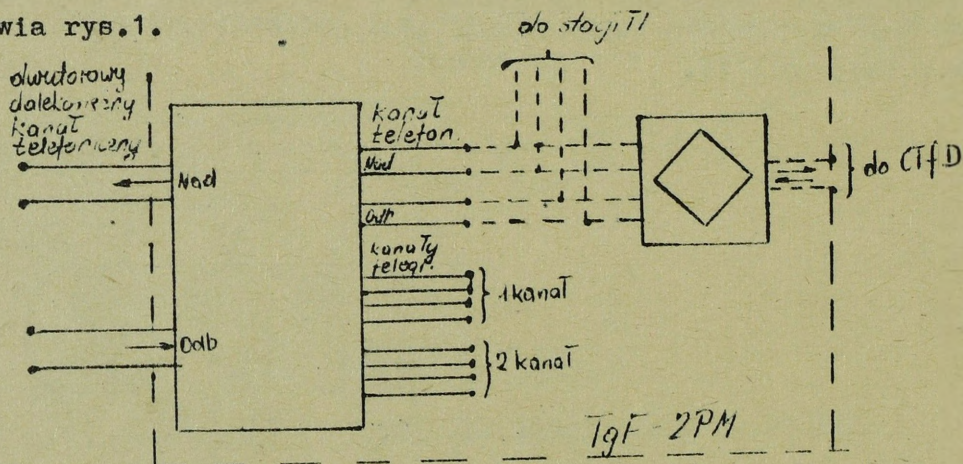 wia rys.1.
do stacji TI
dwutorowy
dalekosiężny
kanał
telefoniczny
Nad
Odb
kanał
telefon.
Nad
Odb
kanały
telegr.
1 kanał
2 kanał
do CTfD
TgF-2PM